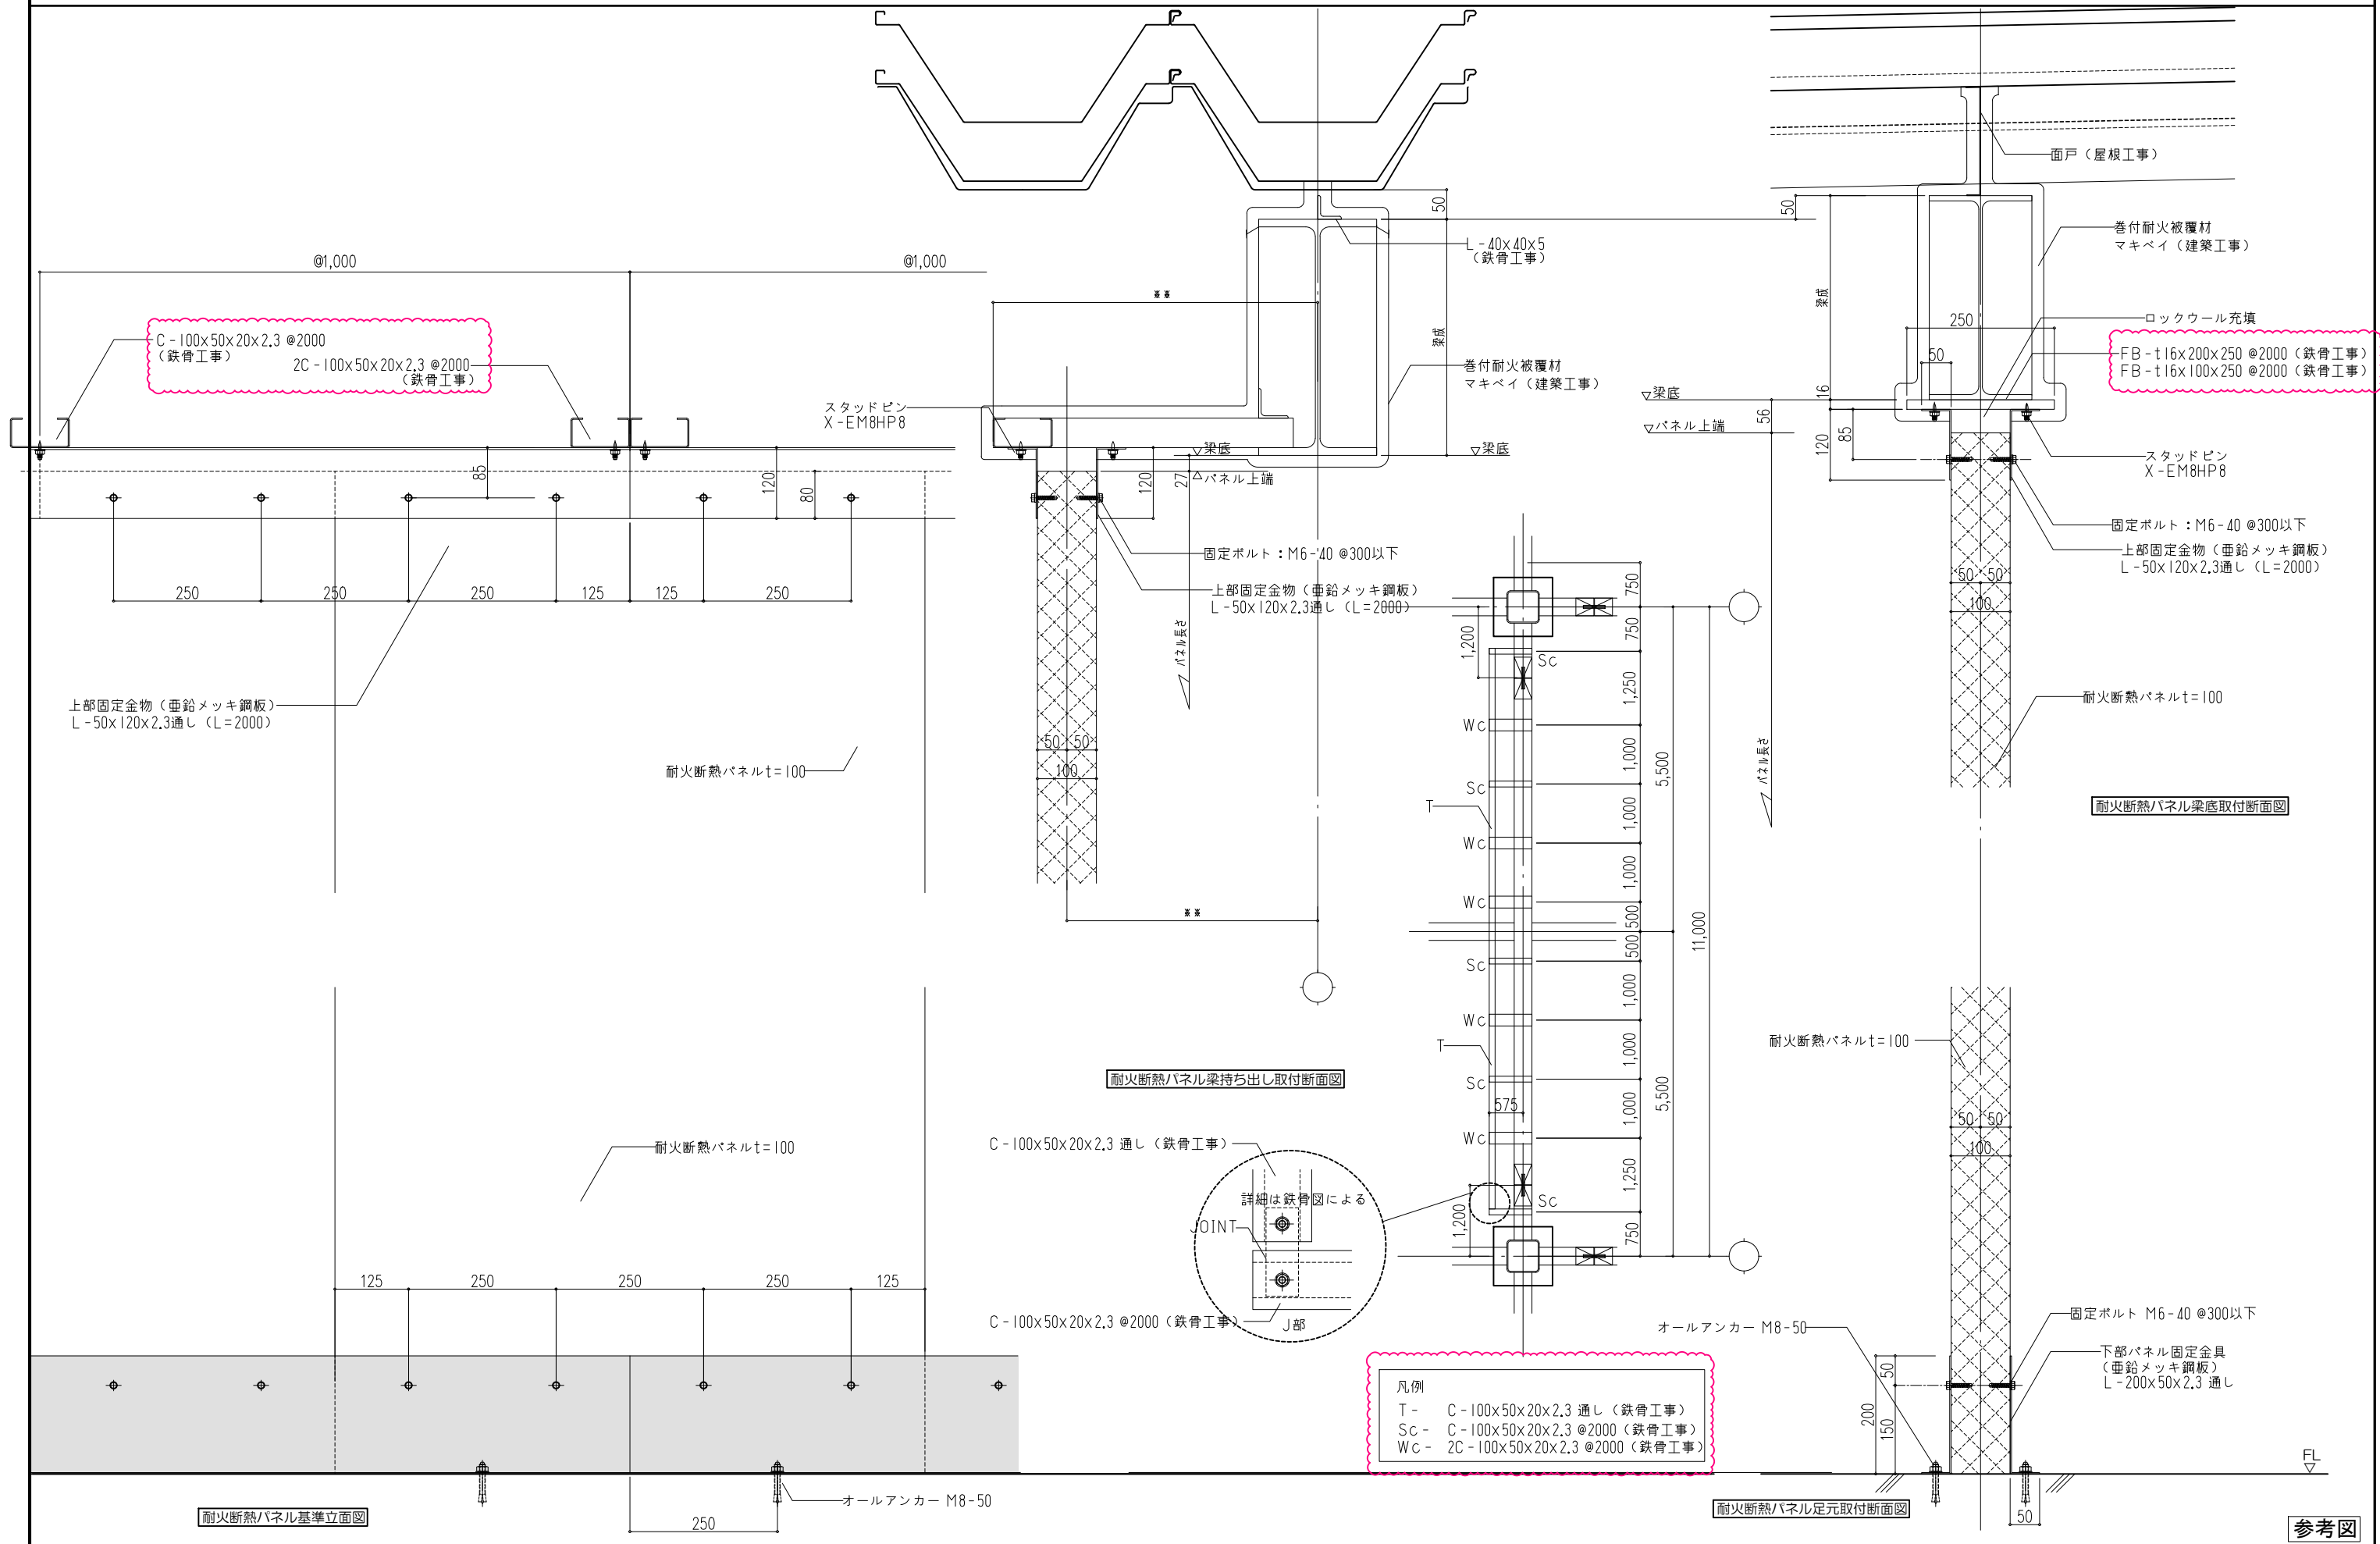 @1,000
@1,000
C-100x50x20x2.3 @2000
（鉄骨工事）
2C-100x50x20x2.3 @2000
（鉄骨工事）
スタッドピン
X-EM8HP8
85
120
80
250
250
250
125
125
250
上部固定金物（亜鉛メッキ鋼板）
L-50x120x2.3通し（L=2000）
耐火断熱パネルt=100
耐火断熱パネルt=100
125
250
250
250
125
オールアンカー M8-50
250
耐火断熱パネル基準立面図
50
L-40x40x5
（鉄骨工事）
※※
梁成
巻付耐火被覆材
マキベイ（建築工事）
▽梁底
▽梁底
△パネル上端
120
27
固定ボルト：M6-40 @300以下
上部固定金物（亜鉛メッキ鋼板）
L-50x120x2.3通し（L=2000）
パネル長さ
50
50
100
※※
耐火断熱パネル梁持ち出し取付断面図
750
750
1,200
Sc
1,250
Wc
1,000
5,500
Sc
T
1,000
Wc
1,000
Wc
500
11,000
500
Sc
1,000
Wc
T
1,000
Sc
5,500
575
1,000
Wc
1,250
Sc
1,200
750
C-100x50x20x2.3 通し（鉄骨工事）
詳細は鉄骨図による
JOINT
C-100x50x20x2.3 @2000（鉄骨工事）
J部
凡例
T- C-100x50x20x2.3 通し（鉄骨工事）
Sc- C-100x50x20x2.3 @2000（鉄骨工事）
Wc- 2C-100x50x20x2.3 @2000（鉄骨工事）
面戸（屋根工事）
50
巻付耐火被覆材
マキベイ（建築工事）
梁成
ロックウール充填
250
FB-t16x200x250 @2000（鉄骨工事）
FB-t16x100x250 @2000（鉄骨工事）
50
16
▽梁底
56
▽パネル上端
85
120
スタッドピン
X-EM8HP8
固定ボルト：M6-40 @300以下
上部固定金物（亜鉛メッキ鋼板）
L-50x120x2.3通し（L=2000）
50
50
100
耐火断熱パネルt=100
パネル長さ
耐火断熱パネル梁底取付断面図
耐火断熱パネルt=100
50
50
100
オールアンカー M8-50
固定ボルト M6-40 @300以下
下部パネル固定金具
（亜鉛メッキ鋼板）
L-200x50x2.3 通し
50
200
150
FL
▽
50
耐火断熱パネル足元取付断面図
参考図